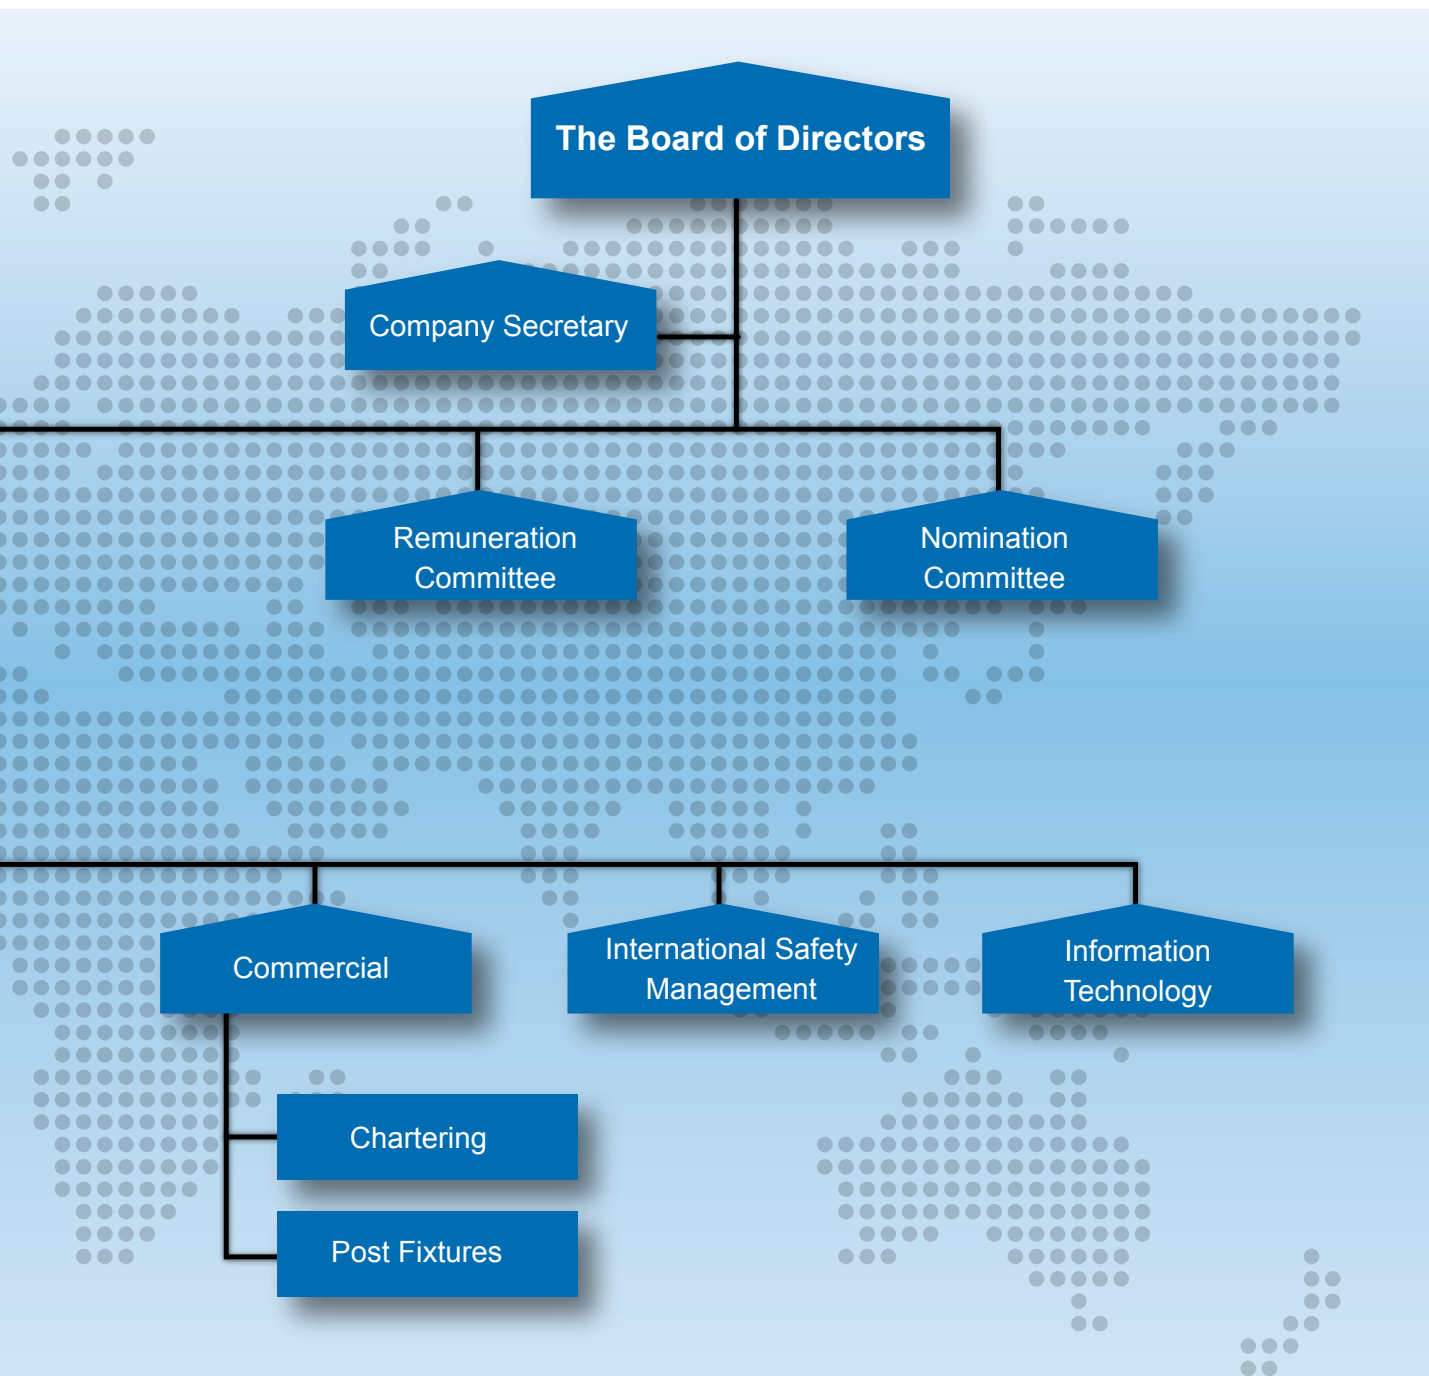 The Board of Directors
Company Secretary
Remuneration
Committee
Nomination
Committee
Commercial
International Safety
Management
Information
Technology
Chartering
Post Fixtures